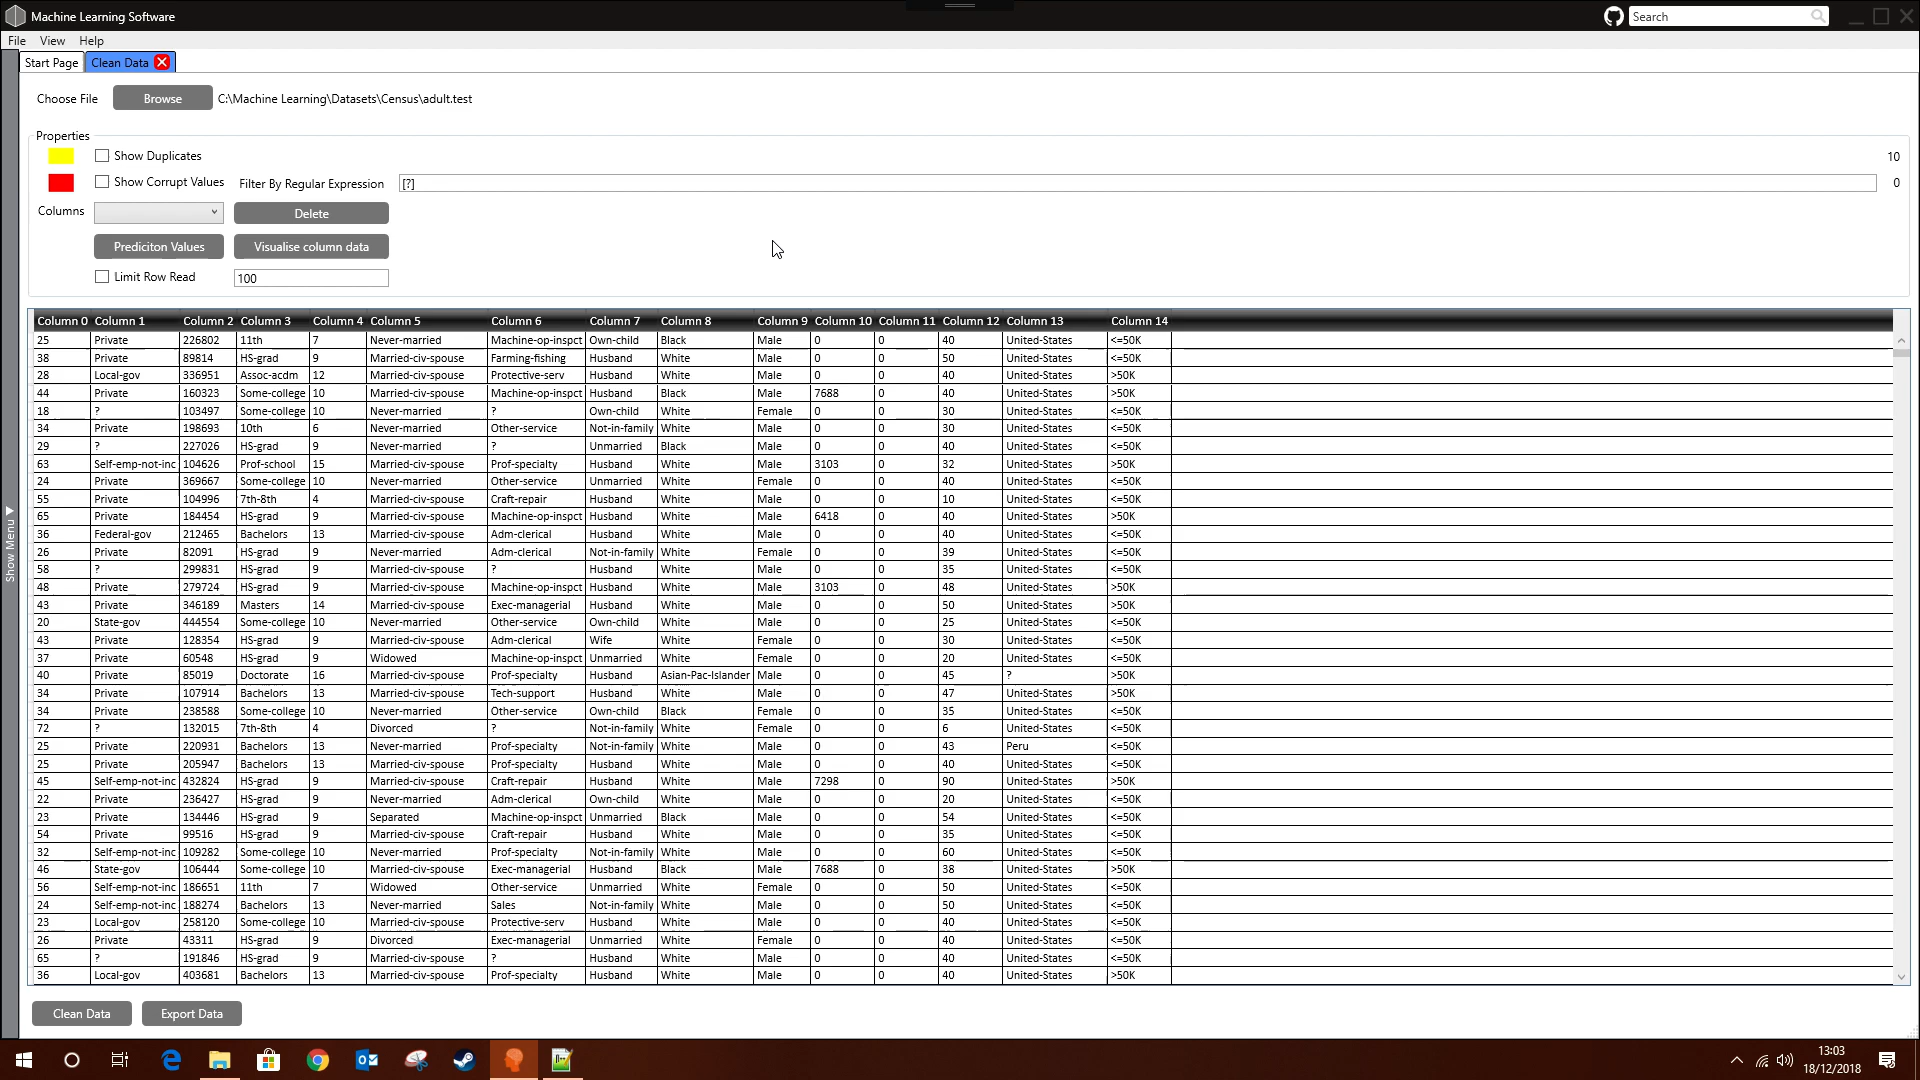 Machine Learning Software Search
File View Help
Start Page Clean Data
Choose File Browse C:\Machine Learning\Datasets\Census\adult.test
Properties
Show Duplicates 10
Show Corrupt Values Filter By Regular Expression [?] 0
Columns Delete
Prediciton Values Visualise column data
Limit Row Read 100
Show Menu
Column 0 Column 1 Column 2 Column 3 Column 4 Column 5 Column 6 Column 7 Column 8 Column 9 Column 10 Column 11 Column 12 Column 13 Column 14
25 Private 226802 11th 7 Never-married Machine-op-inspct Own-child Black Male 0 0 40 United-States <=50K
38 Private 89814 HS-grad 9 Married-civ-spouse Farming-fishing Husband White Male 0 0 50 United-States <=50K
28 Local-gov 336951 Assoc-acdm 12 Married-civ-spouse Protective-serv Husband White Male 0 0 40 United-States >50K
44 Private 160323 Some-college 10 Married-civ-spouse Machine-op-inspct Husband Black Male 7688 0 40 United-States >50K
18 ? 103497 Some-college 10 Never-married ? Own-child White Female 0 0 30 United-States <=50K
34 Private 198693 10th 6 Never-married Other-service Not-in-family White Male 0 0 30 United-States <=50K
29 ? 227026 HS-grad 9 Never-married ? Unmarried Black Male 0 0 40 United-States <=50K
63 Self-emp-not-inc 104626 Prof-school 15 Married-civ-spouse Prof-specialty Husband White Male 3103 0 32 United-States >50K
24 Private 369667 Some-college 10 Never-married Other-service Unmarried White Female 0 0 40 United-States <=50K
55 Private 104996 7th-8th 4 Married-civ-spouse Craft-repair Husband White Male 0 0 10 United-States <=50K
65 Private 184454 HS-grad 9 Married-civ-spouse Machine-op-inspct Husband White Male 6418 0 40 United-States >50K
36 Federal-gov 212465 Bachelors 13 Married-civ-spouse Adm-clerical Husband White Male 0 0 40 United-States <=50K
26 Private 82091 HS-grad 9 Never-married Adm-clerical Not-in-family White Female 0 0 39 United-States <=50K
58 ? 299831 HS-grad 9 Married-civ-spouse ? Husband White Male 0 0 35 United-States <=50K
48 Private 279724 HS-grad 9 Married-civ-spouse Machine-op-inspct Husband White Male 3103 0 48 United-States >50K
43 Private 346189 Masters 14 Married-civ-spouse Exec-managerial Husband White Male 0 0 50 United-States >50K
20 State-gov 444554 Some-college 10 Never-married Other-service Own-child White Male 0 0 25 United-States <=50K
43 Private 128354 HS-grad 9 Married-civ-spouse Adm-clerical Wife White Female 0 0 30 United-States <=50K
37 Private 60548 HS-grad 9 Widowed Machine-op-inspct Unmarried White Female 0 0 20 United-States <=50K
40 Private 85019 Doctorate 16 Married-civ-spouse Prof-specialty Husband Asian-Pac-Islander Male 0 0 45 ? >50K
34 Private 107914 Bachelors 13 Married-civ-spouse Tech-support Husband White Male 0 0 47 United-States >50K
34 Private 238588 Some-college 10 Never-married Other-service Own-child Black Female 0 0 35 United-States <=50K
72 ? 132015 7th-8th 4 Divorced ? Not-in-family White Female 0 0 6 United-States <=50K
25 Private 220931 Bachelors 13 Never-married Prof-specialty Not-in-family White Male 0 0 43 Peru <=50K
25 Private 205947 Bachelors 13 Married-civ-spouse Prof-specialty Husband White Male 0 0 40 United-States <=50K
45 Self-emp-not-inc 432824 HS-grad 9 Married-civ-spouse Craft-repair Husband White Male 7298 0 90 United-States >50K
22 Private 236427 HS-grad 9 Never-married Adm-clerical Own-child White Male 0 0 20 United-States <=50K
23 Private 134446 HS-grad 9 Separated Machine-op-inspct Unmarried Black Male 0 0 54 United-States <=50K
54 Private 99516 HS-grad 9 Married-civ-spouse Craft-repair Husband White Male 0 0 35 United-States <=50K
32 Self-emp-not-inc 109282 Some-college 10 Never-married Prof-specialty Not-in-family White Male 0 0 60 United-States <=50K
46 State-gov 106444 Some-college 10 Married-civ-spouse Exec-managerial Husband Black Male 7688 0 38 United-States >50K
56 Self-emp-not-inc 186651 11th 7 Widowed Other-service Unmarried White Female 0 0 50 United-States <=50K
24 Self-emp-not-inc 188274 Bachelors 13 Never-married Sales Not-in-family White Male 0 0 50 United-States <=50K
23 Local-gov 258120 Some-college 10 Married-civ-spouse Protective-serv Husband White Male 0 0 40 United-States <=50K
26 Private 43311 HS-grad 9 Divorced Exec-managerial Unmarried White Female 0 0 40 United-States <=50K
65 ? 191846 HS-grad 9 Married-civ-spouse ? Husband White Male 0 0 40 United-States <=50K
36 Local-gov 403681 Bachelors 13 Married-civ-spouse Prof-specialty Husband White Male 0 0 40 United-States >50K
Clean Data Export Data
13:03
18/12/2018